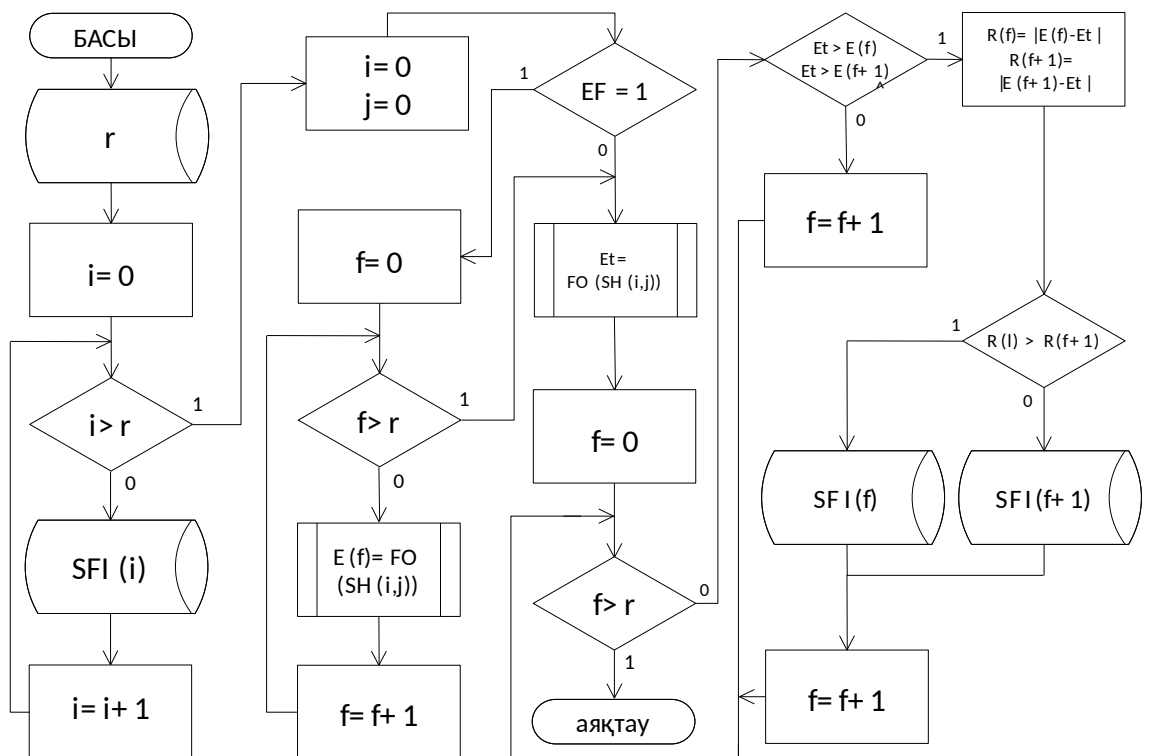 БАСЫ
r
i=0
i>r
1
0
SFI (i)
i=i+1
i=0
j=0
EF = 1
1
0
f=0
f>r
1
0
E(f)=FO
(SH(i,j))
f=f+1
Et=
FO (SH(i,j))
f=0
f>r
0
1
аяқтау
Et > E(f)
Et > E(f+1)
^
1
0
R(f)= |E(f)-Et|
R(f+1)=
|E(f+1)-Et|
f=f+1
R(I) > R(f+1)
1
0
SFI(f)
SFI(f+1)
f=f+1